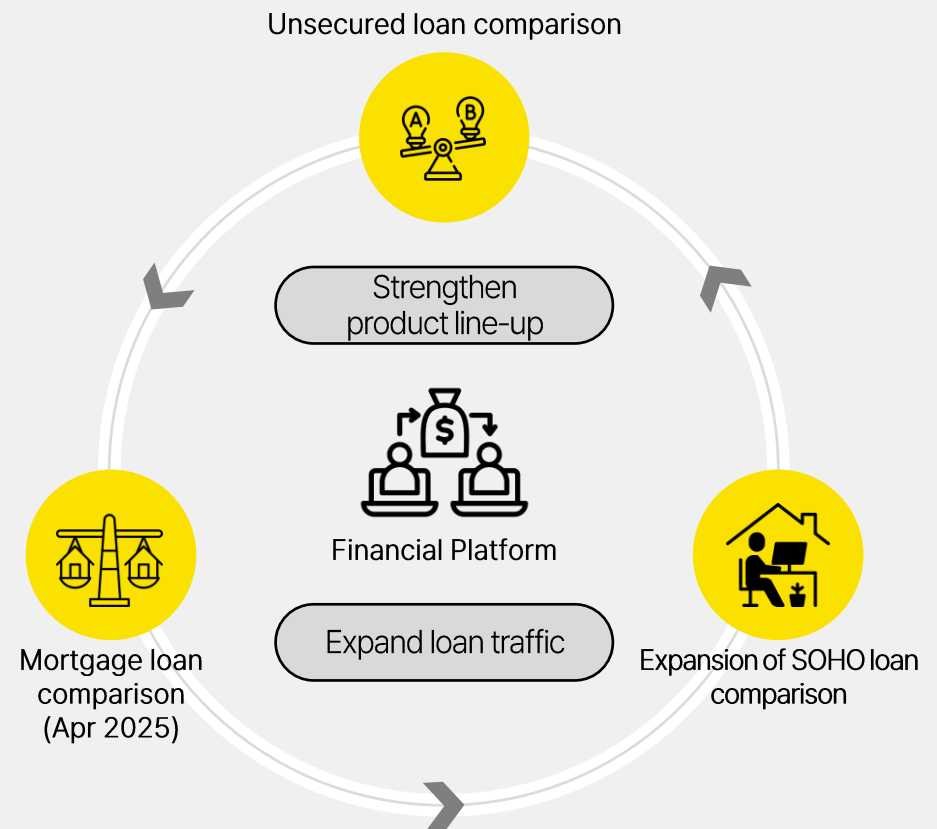 Unsecured loan comparison
A
B
Strengthen
product line-up
$
Financial Platform
Expand loan traffic
Mortgage loan
comparison
(Apr 2025)
Expansion of SOHO loan
comparison